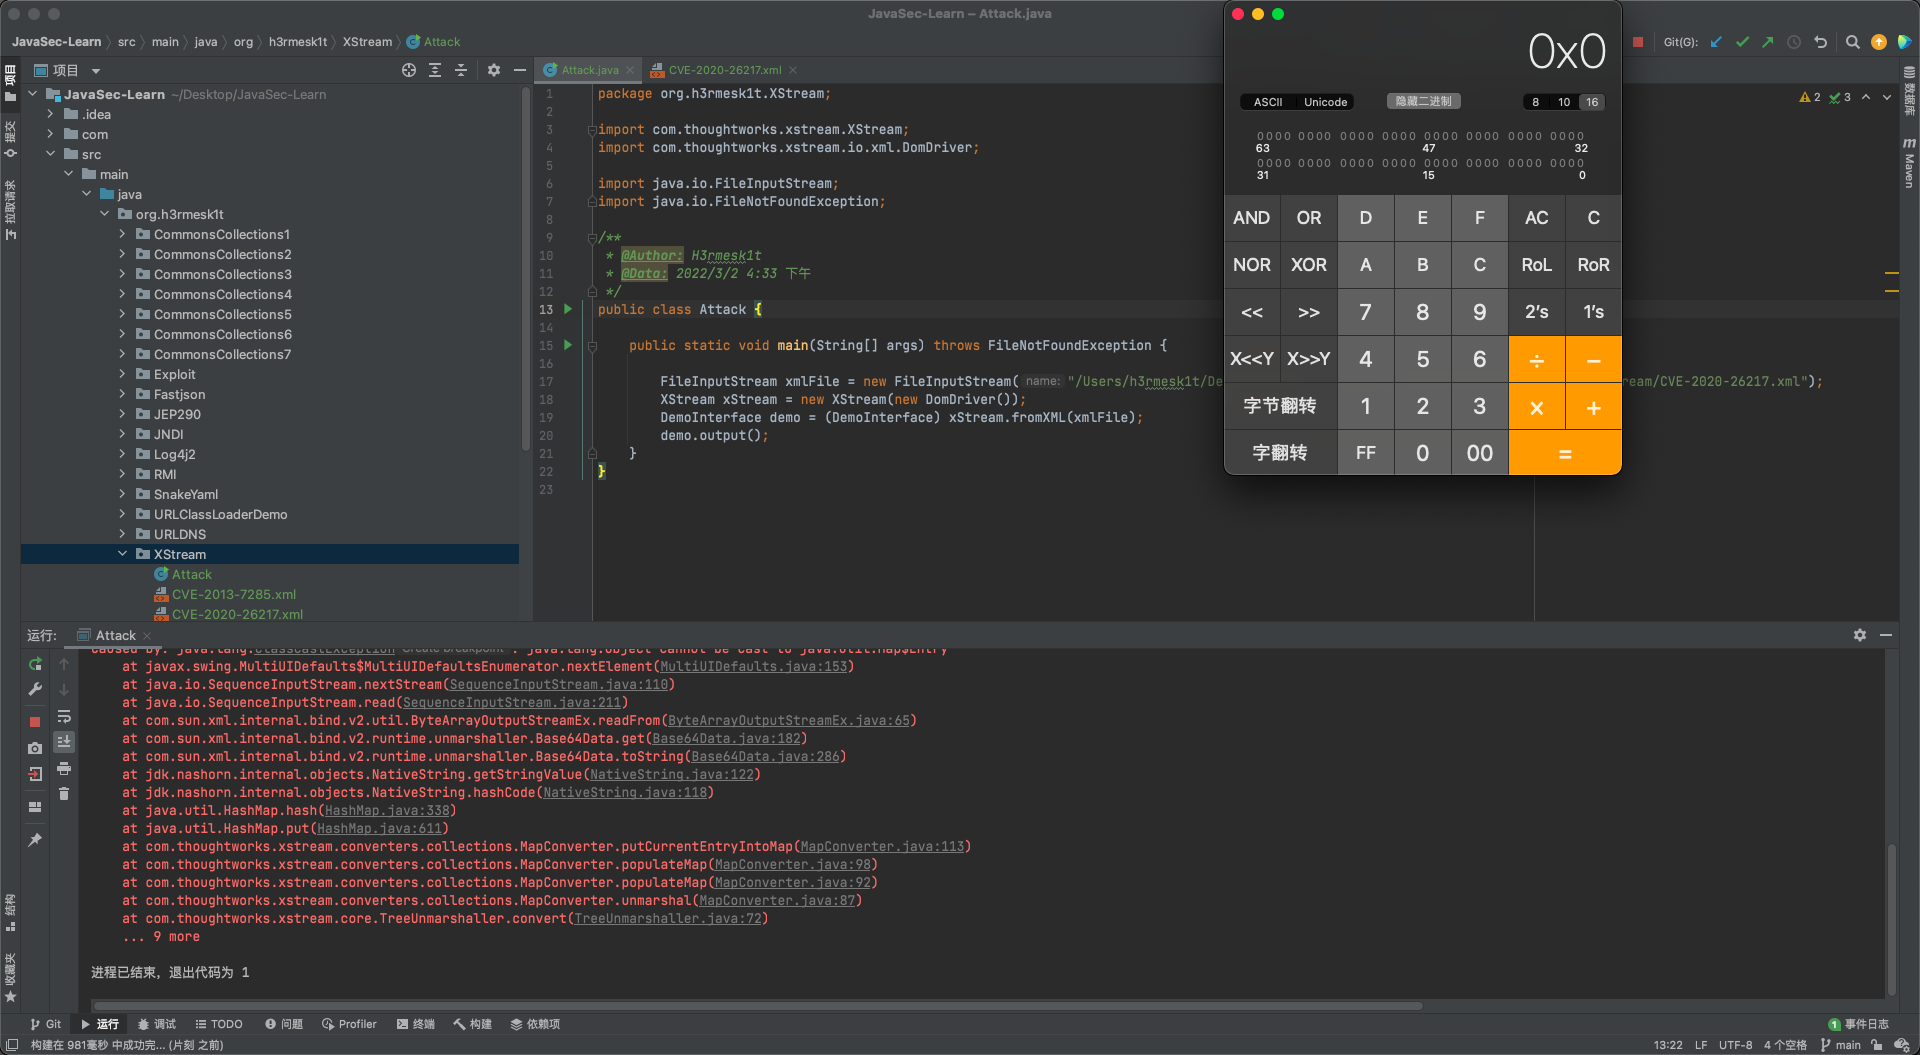 JavaSec-Learn – Attack.java
JavaSec-Learn
src
main
java
org
h3rmesk1t
XStream
Attack
Git(G):
项目
Attack.java
CVE-2020-26217.xml
项目
提交
拉取请求
结构
收藏夹
JavaSec-Learn ~/Desktop/JavaSec-Learn
.idea
com
src
main
java
org.h3rmesk1t
CommonsCollections1
CommonsCollections2
CommonsCollections3
CommonsCollections4
CommonsCollections5
CommonsCollections6
CommonsCollections7
Exploit
Fastjson
JEP290
JNDI
Log4j2
RMI
SnakeYaml
URLClassLoaderDemo
URLDNS
XStream
Attack
CVE-2013-7285.xml
CVE-2020-26217.xml
1 package org.h3rmesk1t.XStream;
2
3 import com.thoughtworks.xstream.XStream;
4 import com.thoughtworks.xstream.io.xml.DomDriver;
5
6 import java.io.FileInputStream;
7 import java.io.FileNotFoundException;
8
9 /**
10 * @Author: H3rmesk1t
11 * @Data: 2022/3/2 4:33 下午
12 */
13 public class Attack {
14
15 public static void main(String[] args) throws FileNotFoundException {
16
17 FileInputStream xmlFile = new FileInputStream( name: "/Users/h3rmesk1t/De
ream/CVE-2020-26217.xml");
18 XStream xStream = new XStream(new DomDriver());
19 DemoInterface demo = (DemoInterface) xStream.fromXML(xmlFile);
20 demo.output();
21 }
22 }
23
2 3
数据库
Maven
0x0
ASCII Unicode 隐藏二进制 8 10 16
0000 0000 0000 0000 0000 0000 0000 0000
63 47 32
0000 0000 0000 0000 0000 0000 0000 0000
31 15 0
AND OR D E F AC C
NOR XOR A B C RoL RoR
<< >> 7 8 9 2's 1's
X<<Y X>>Y 4 5 6 ÷ −
字节翻转 1 2 3 × +
字翻转 FF 0 00 =
运行: Attack
Caused by: java.lang.ClassCastException Create breakpoint : java.lang.Object cannot be cast to java.util.Map$Entry
at javax.swing.MultiUIDefaults$MultiUIDefaultsEnumerator.nextElement(MultiUIDefaults.java:153)
at java.io.SequenceInputStream.nextStream(SequenceInputStream.java:110)
at java.io.SequenceInputStream.read(SequenceInputStream.java:211)
at com.sun.xml.internal.bind.v2.util.ByteArrayOutputStreamEx.readFrom(ByteArrayOutputStreamEx.java:65)
at com.sun.xml.internal.bind.v2.runtime.unmarshaller.Base64Data.get(Base64Data.java:182)
at com.sun.xml.internal.bind.v2.runtime.unmarshaller.Base64Data.toString(Base64Data.java:286)
at jdk.nashorn.internal.objects.NativeString.getStringValue(NativeString.java:122)
at jdk.nashorn.internal.objects.NativeString.hashCode(NativeString.java:118)
at java.util.HashMap.hash(HashMap.java:338)
at java.util.HashMap.put(HashMap.java:611)
at com.thoughtworks.xstream.converters.collections.MapConverter.putCurrentEntryIntoMap(MapConverter.java:113)
at com.thoughtworks.xstream.converters.collections.MapConverter.populateMap(MapConverter.java:98)
at com.thoughtworks.xstream.converters.collections.MapConverter.populateMap(MapConverter.java:92)
at com.thoughtworks.xstream.converters.collections.MapConverter.unmarshal(MapConverter.java:87)
at com.thoughtworks.xstream.core.TreeUnmarshaller.convert(TreeUnmarshaller.java:72)
... 9 more
进程已结束，退出代码为 1
Git 运行 调试 TODO 问题 Profiler 终端 构建 依赖项
1 事件日志
构建在 981毫秒 中成功完... (片刻 之前)
13:22 LF UTF-8 4 个空格 main